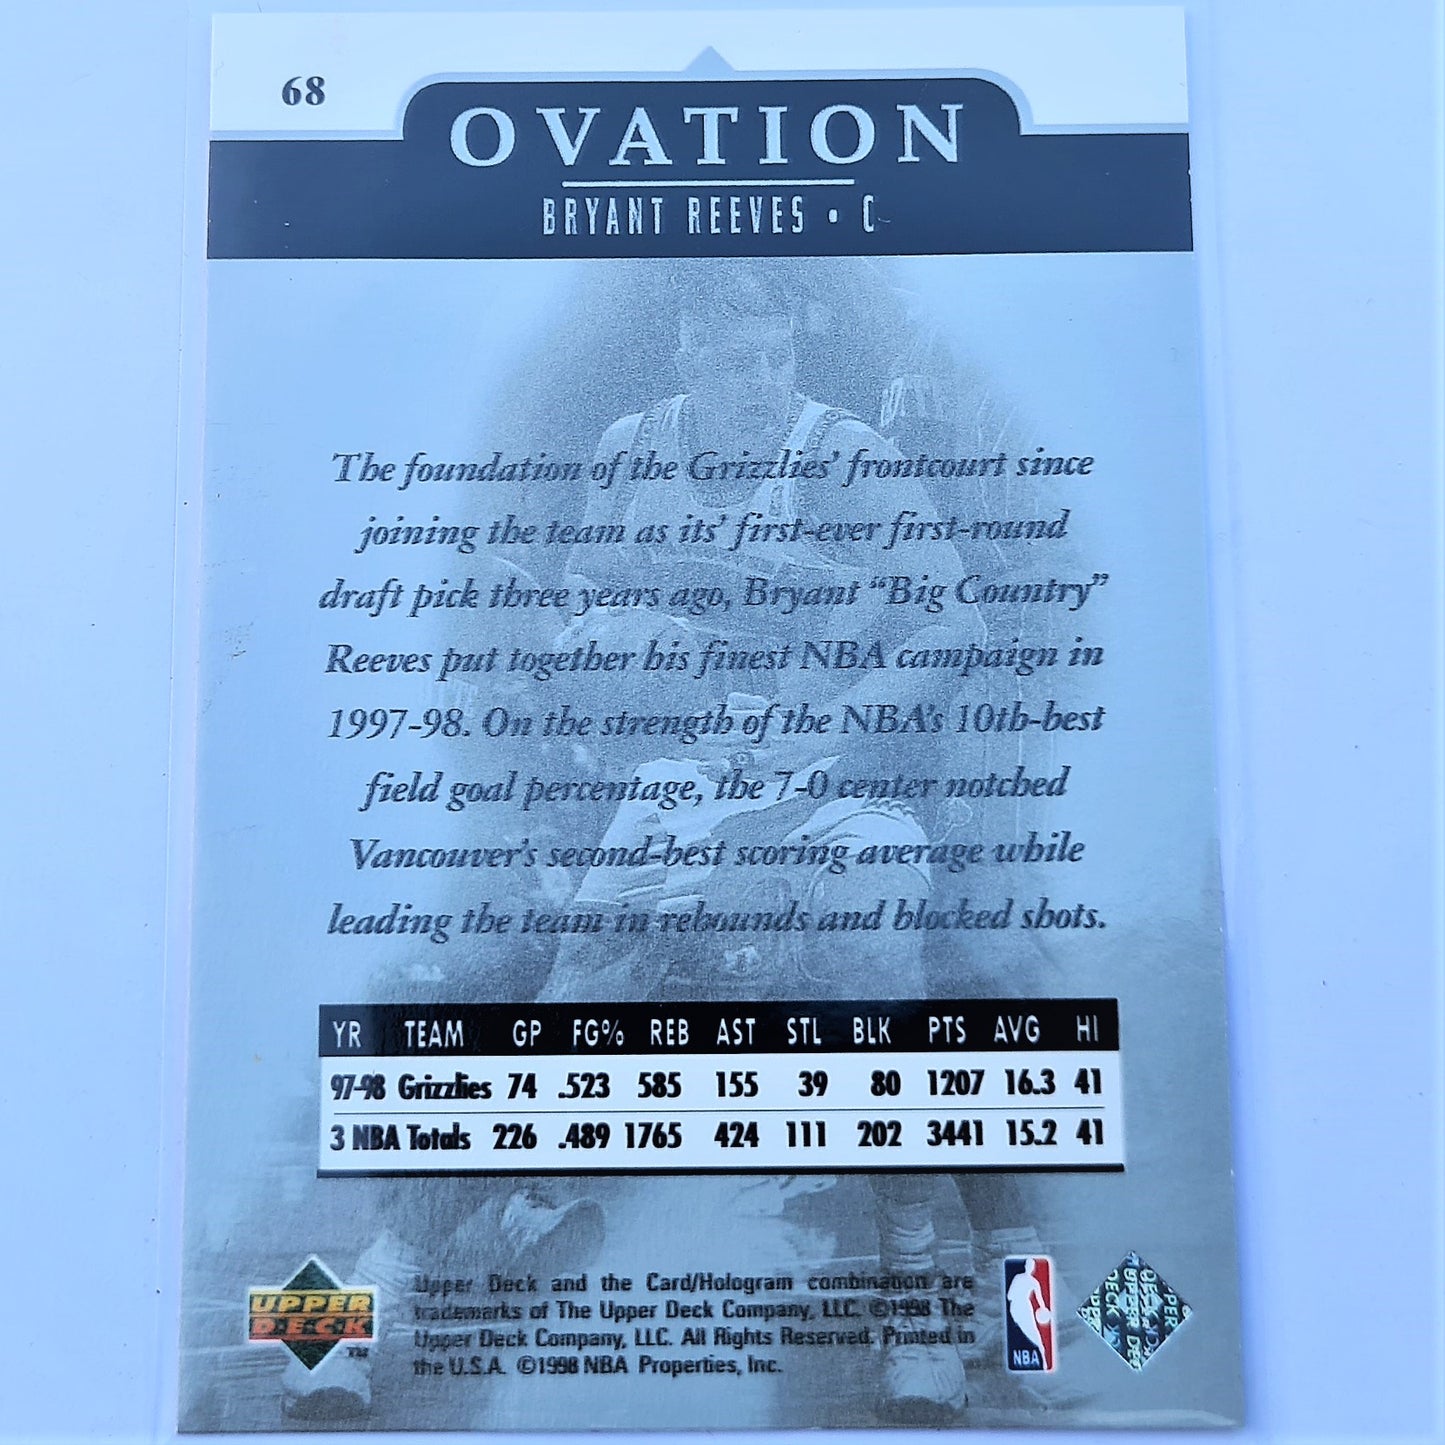 68
OVATION
BRYANT REEVES • C
The foundation of the Grizzlies' frontcourt since
joining the team as its' first-ever first-round
draft pick three years ago, Bryant "Big Country"
Reeves put together his finest NBA campaign in
1997-98. On the strength of the NBA's 10th-best
field goal percentage, the 7-0 center notched
Vancouver's second-best scoring average while
leading the team in rebounds and blocked shots.
YR TEAM GP FG% REB AST STL BLK PTS AVG HI
97-98 Grizzlies 74 .523 585 155 39 80 1207 16.3 41
3 NBA Totals 226 .489 1765 424 111 202 3441 15.2 41
UPPER
DECK
TM
Upper Deck and the Card/Hologram combination are
trademarks of The Upper Deck Company, LLC. ©1998 The
Upper Deck Company, LLC. All Rights Reserved. Printed in
the U.S.A. ©1998 NBA Properties, Inc.
NBA